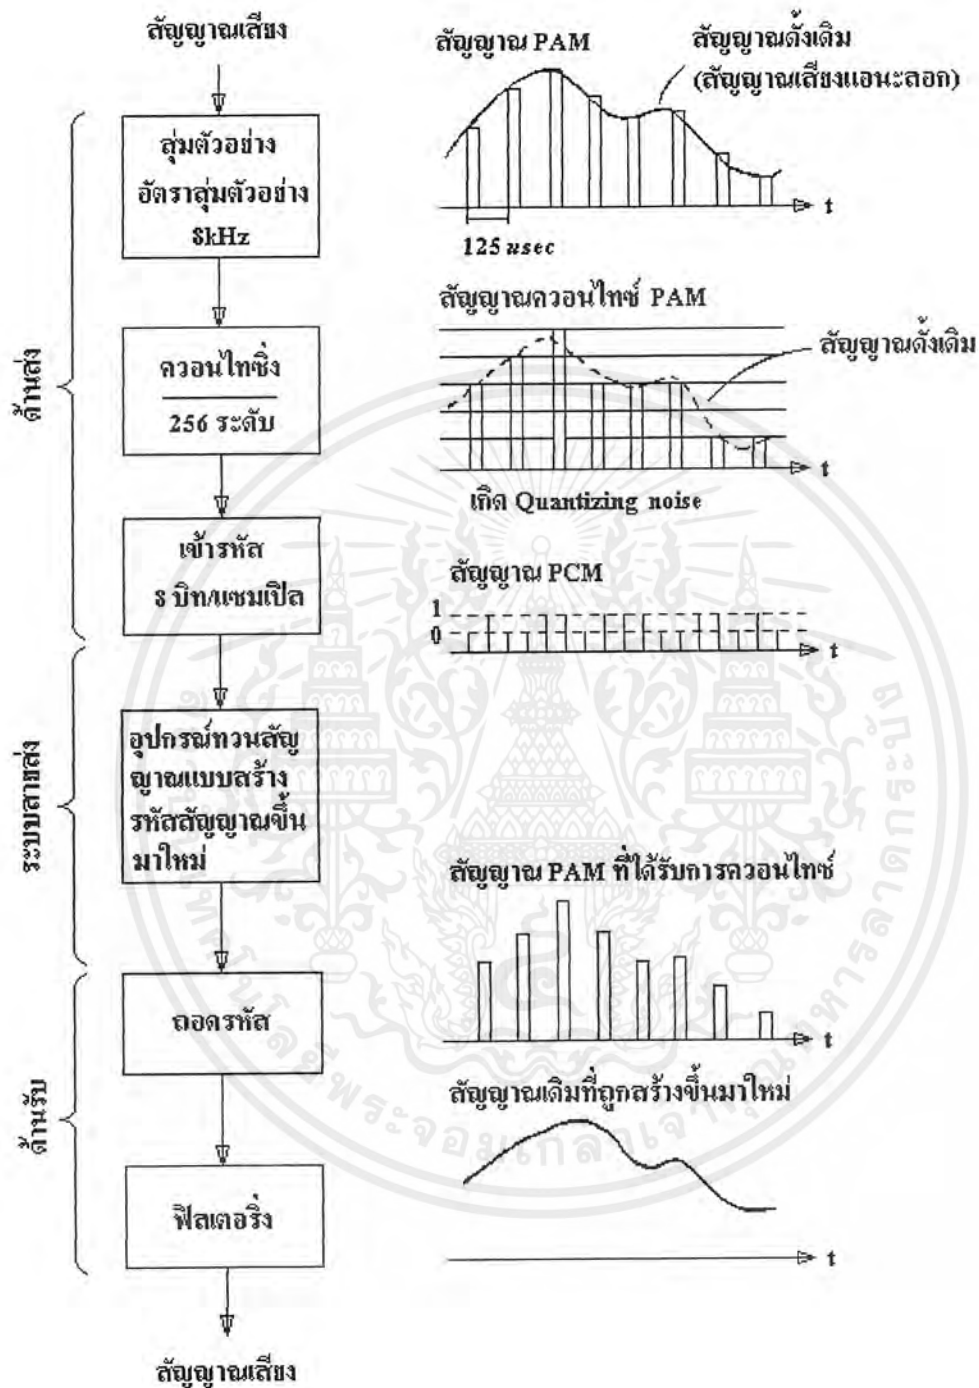 สัญญาณเสียง
สุ่มตัวอย่าง
อัตราสุ่มตัวอย่าง
8kHz
ควอนไทซิ่ง
256 ระดับ
เข้ารหัส
8 บิท/แซมเปิล
อุปกรณ์ทวนสัญ
ญาณแบบสร้าง
รหัสสัญญาณขึ้น
มาใหม่
ถอดรหัส
ฟิลเตอริ่ง
สัญญาณเสียง
ด้านส่ง
ระบบสายส่ง
ด้านรับ
สัญญาณ PAM
สัญญาณดั้งเดิม
(สัญญาณเสียงแอนะลอก)
t
125 usec
สัญญาณควอนไทซ์ PAM
สัญญาณดั้งเดิม
t
เกิด Quantizing noise
สัญญาณ PCM
1
0
t
สัญญาณ PAM ที่ได้รับการควอนไทซ์
t
สัญญาณเดิมที่ถูกสร้างขึ้นมาใหม่
t